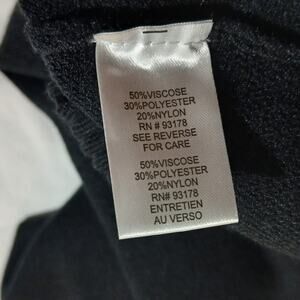 50%VISCOSE
30%POLYESTER
20%NYLON
RN # 93178
SEE REVERSE
FOR CARE
50%VISCOSE
30%POLYESTER
20%NYLON
RN# 93178
ENTRETIEN
AU VERSO